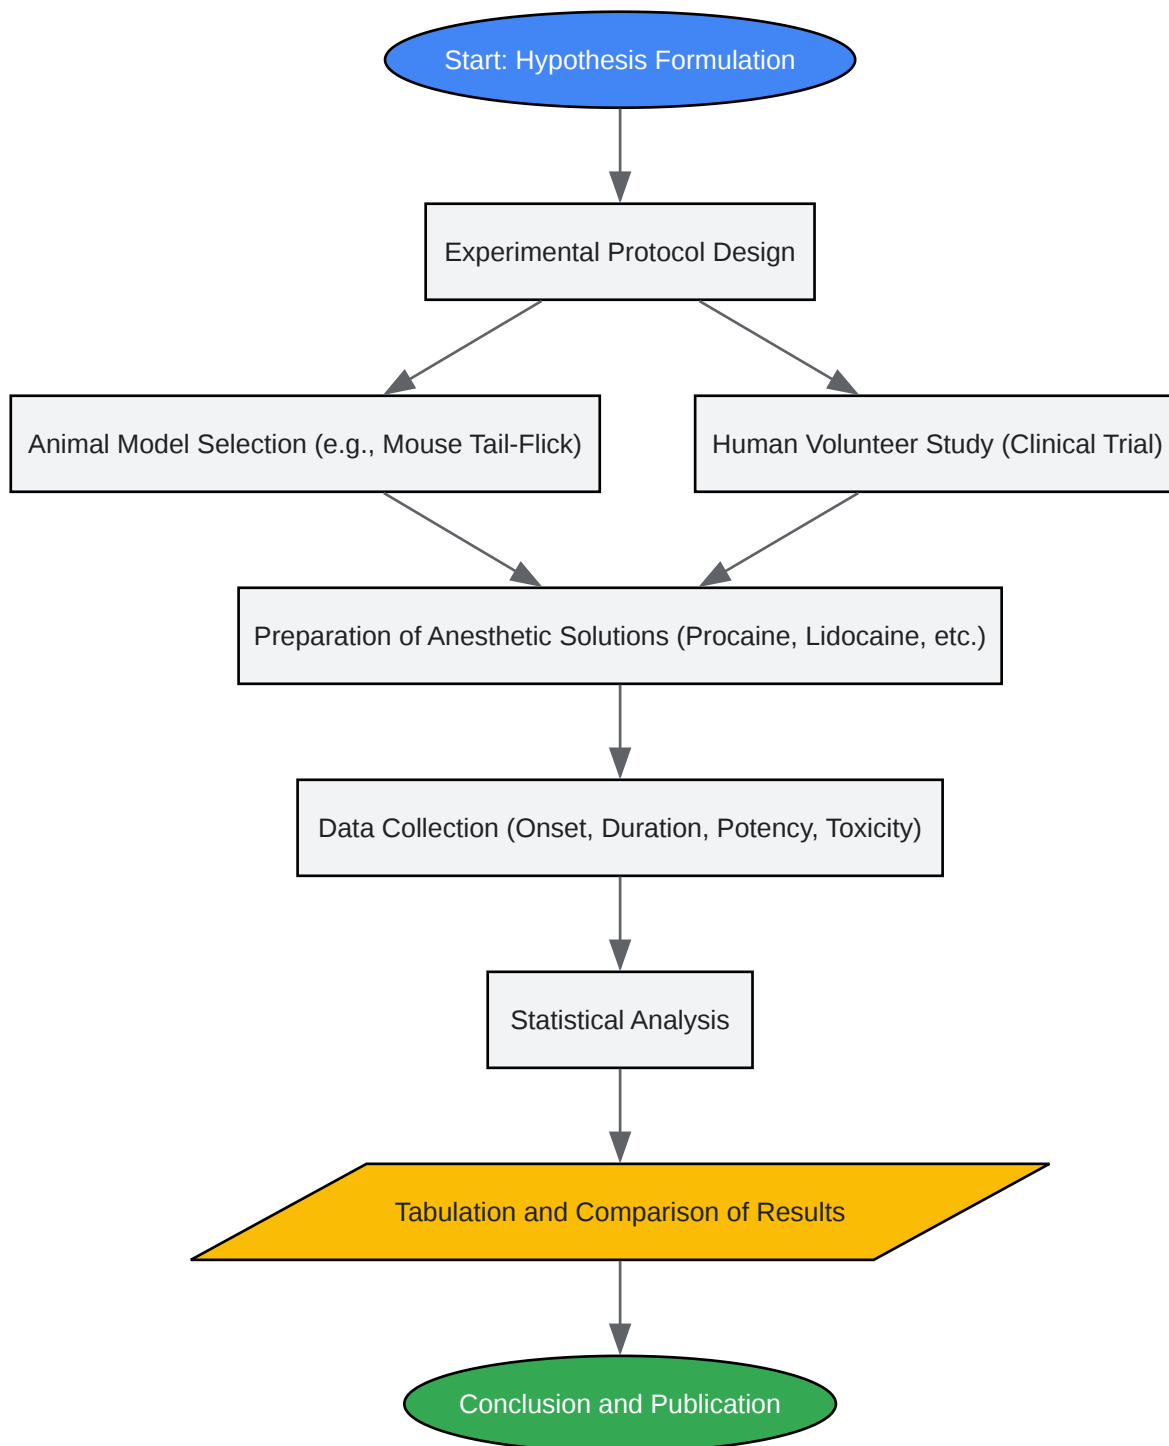 Start: Hypothesis Formulation
Experimental Protocol Design
Animal Model Selection (e.g., Mouse Tail-Flick)
Human Volunteer Study (Clinical Trial)
Preparation of Anesthetic Solutions (Procaine, Lidocaine, etc.)
Data Collection (Onset, Duration, Potency, Toxicity)
Statistical Analysis
Tabulation and Comparison of Results
Conclusion and Publication